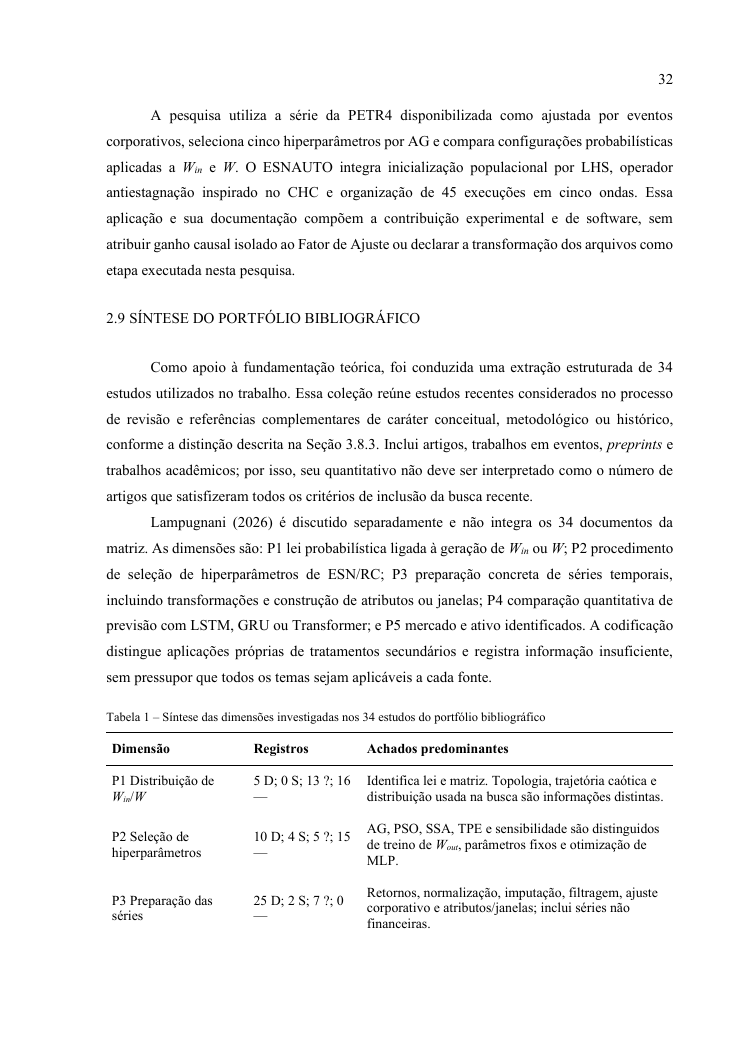 32
A pesquisa utiliza a série da PETR4 disponibilizada como ajustada por eventos
corporativos, seleciona cinco hiperparâmetros por AG e compara configurações probabilísticas
aplicadas a Win e W. O ESNAUTO integra inicialização populacional por LHS, operador
antiestagnação inspirado no CHC e organização de 45 execuções em cinco ondas. Essa
aplicação e sua documentação compõem a contribuição experimental e de software, sem
atribuir ganho causal isolado ao Fator de Ajuste ou declarar a transformação dos arquivos como
etapa executada nesta pesquisa.
2.9 SÍNTESE DO PORTFÓLIO BIBLIOGRÁFICO
Como apoio à fundamentação teórica, foi conduzida uma extração estruturada de 34
estudos utilizados no trabalho. Essa coleção reúne estudos recentes considerados no processo
de revisão e referências complementares de caráter conceitual, metodológico ou histórico,
conforme a distinção descrita na Seção 3.8.3. Inclui artigos, trabalhos em eventos, preprints e
trabalhos acadêmicos; por isso, seu quantitativo não deve ser interpretado como o número de
artigos que satisfizeram todos os critérios de inclusão da busca recente.
Lampugnani (2026) é discutido separadamente e não integra os 34 documentos da
matriz. As dimensões são: P1 lei probabilística ligada à geração de Win ou W; P2 procedimento
de seleção de hiperparâmetros de ESN/RC; P3 preparação concreta de séries temporais,
incluindo transformações e construção de atributos ou janelas; P4 comparação quantitativa de
previsão com LSTM, GRU ou Transformer; e P5 mercado e ativo identificados. A codificação
distingue aplicações próprias de tratamentos secundários e registra informação insuficiente,
sem pressupor que todos os temas sejam aplicáveis a cada fonte.
Tabela 1 – Síntese das dimensões investigadas nos 34 estudos do portfólio bibliográfico
Dimensão Registros Achados predominantes
P1 Distribuição de
Win/W
5 D; 0 S; 13 ?; 16
—
Identifica lei e matriz. Topologia, trajetória caótica e
distribuição usada na busca são informações distintas.
P2 Seleção de
hiperparâmetros
10 D; 4 S; 5 ?; 15
—
AG, PSO, SSA, TPE e sensibilidade são distinguidos
de treino de Wout, parâmetros fixos e otimização de
MLP.
P3 Preparação das
séries
25 D; 2 S; 7 ?; 0
—
Retornos, normalização, imputação, filtragem, ajuste
corporativo e atributos/janelas; inclui séries não
financeiras.